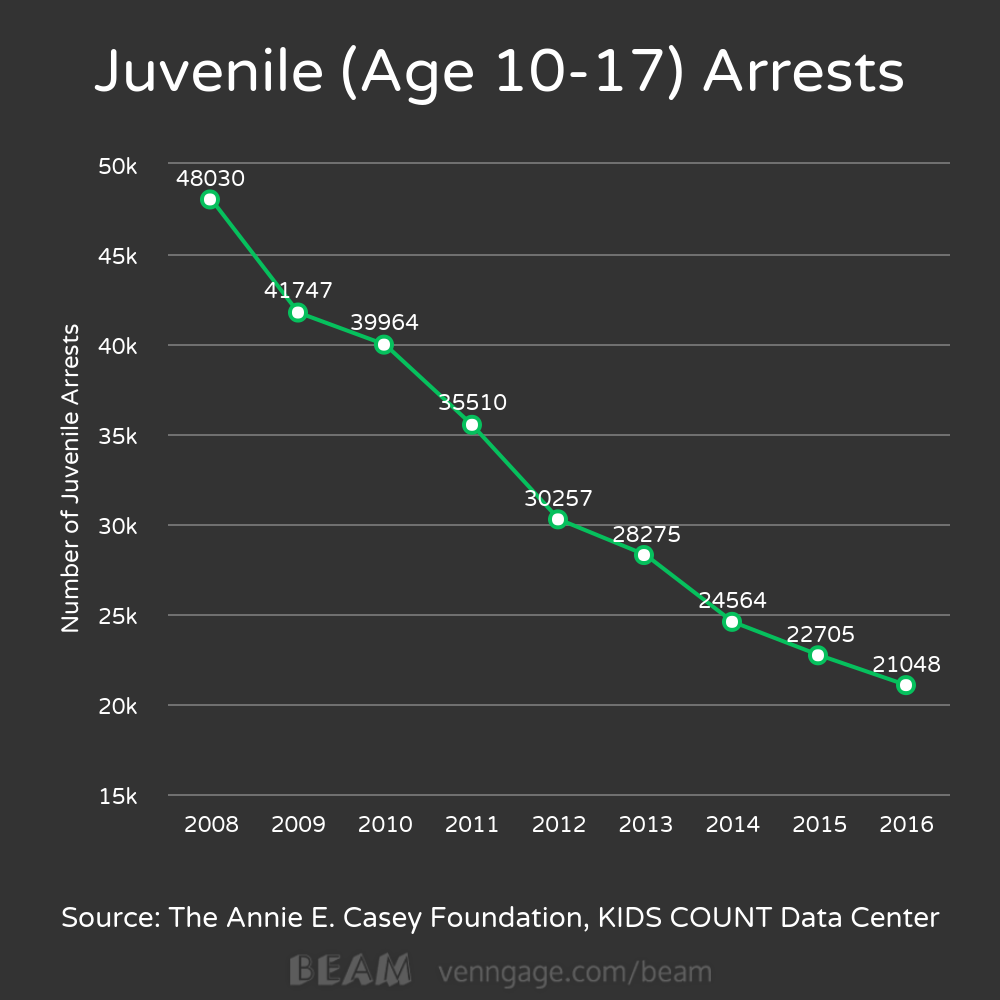 Juvenile (Age 10-17) Arrests
50k
48030
45k
41747
39964
40k
35510
35k
30257
30k
28275
24564
25k
22705
21048
20k
15k
Number of Juvenile Arrests
2008 2009 2010 2011 2012 2013 2014 2015 2016
Source: The Annie E. Casey Foundation, KIDS COUNT Data Center
BEAM venngage.com/beam